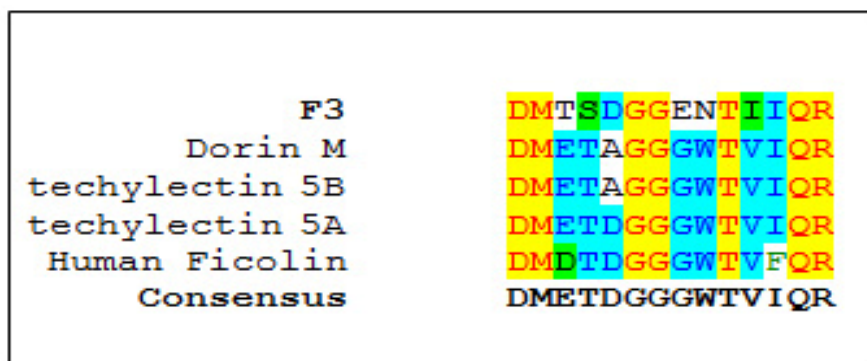 F3 DMTSDGGENTIIQR
Dorin M DMETAGGGWTVIQR
techylectin 5B DMETAGGGWTVIQR
techylectin 5A DMETDGGGWTVIQR
Human Ficolin DMDTDGGGWTVFQR
Consensus DMETDGGGWTVIQR